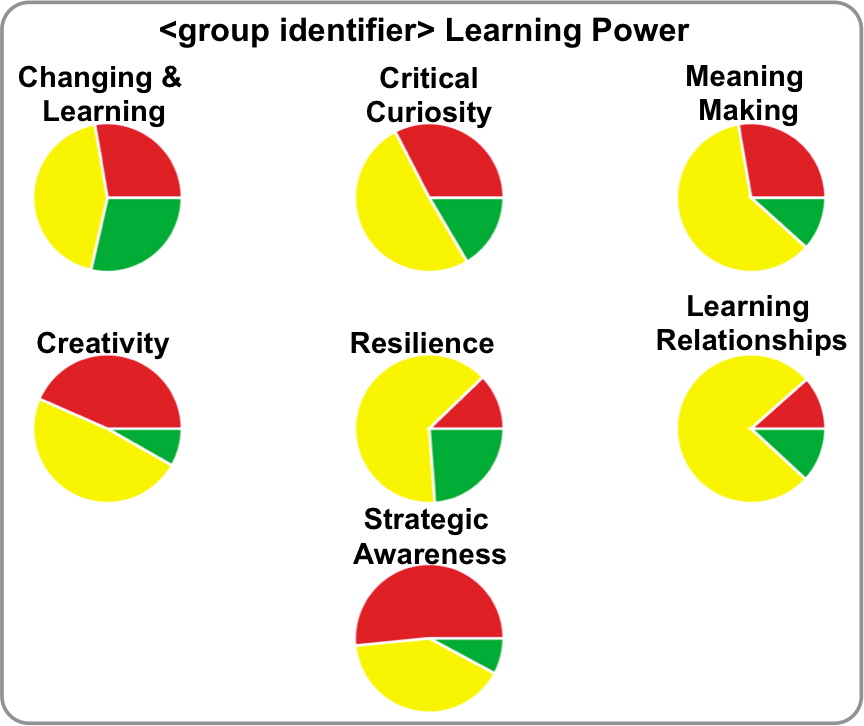 <group identifier> Learning Power
Changing &
Learning
Critical
Curiosity
Meaning
Making
Creativity
Resilience
Learning
Relationships
Strategic
Awareness